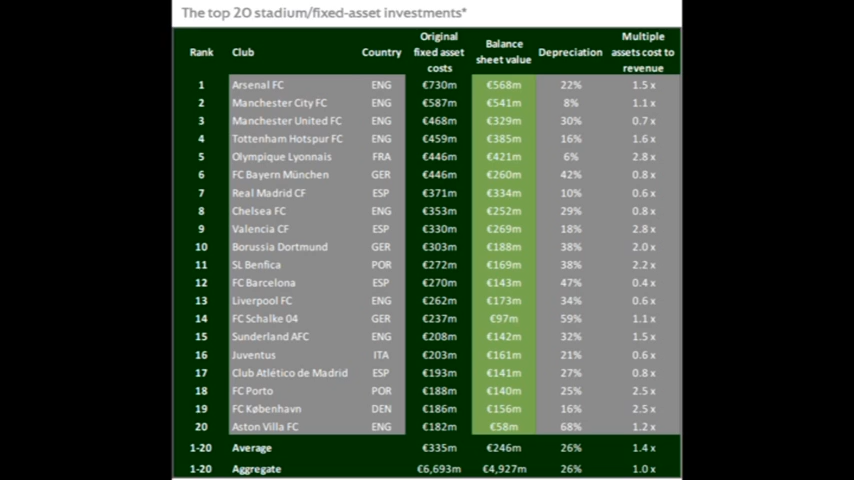 The top 20 stadium/fixed-asset investments*
Rank Club Country Original fixed asset costs Balance sheet value Depreciation Multiple assets cost to revenue
1 Arsenal FC ENG €730m €568m 22% 1.5 x
2 Manchester City FC ENG €587m €541m 8% 1.1 x
3 Manchester United FC ENG €468m €329m 30% 0.7 x
4 Tottenham Hotspur FC ENG €459m €385m 16% 1.6 x
5 Olympique Lyonnais FRA €446m €421m 6% 2.8 x
6 FC Bayern München GER €446m €260m 42% 0.8 x
7 Real Madrid CF ESP €371m €334m 10% 0.6 x
8 Chelsea FC ENG €353m €252m 29% 0.8 x
9 Valencia CF ESP €330m €269m 18% 2.8 x
10 Borussia Dortmund GER €303m €188m 38% 2.0 x
11 SL Benfica POR €272m €169m 38% 2.2 x
12 FC Barcelona ESP €270m €143m 47% 0.4 x
13 Liverpool FC ENG €262m €173m 34% 0.6 x
14 FC Schalke 04 GER €237m €97m 59% 1.1 x
15 Sunderland AFC ENG €208m €142m 32% 1.5 x
16 Juventus ITA €203m €161m 21% 0.6 x
17 Club Atlético de Madrid ESP €193m €141m 27% 0.8 x
18 FC Porto POR €188m €140m 25% 2.5 x
19 FC København DEN €186m €156m 16% 2.5 x
20 Aston Villa FC ENG €182m €58m 68% 1.2 x
1-20 Average €335m €246m 26% 1.4 x
1-20 Aggregate €6,693m €4,927m 26% 1.0 x